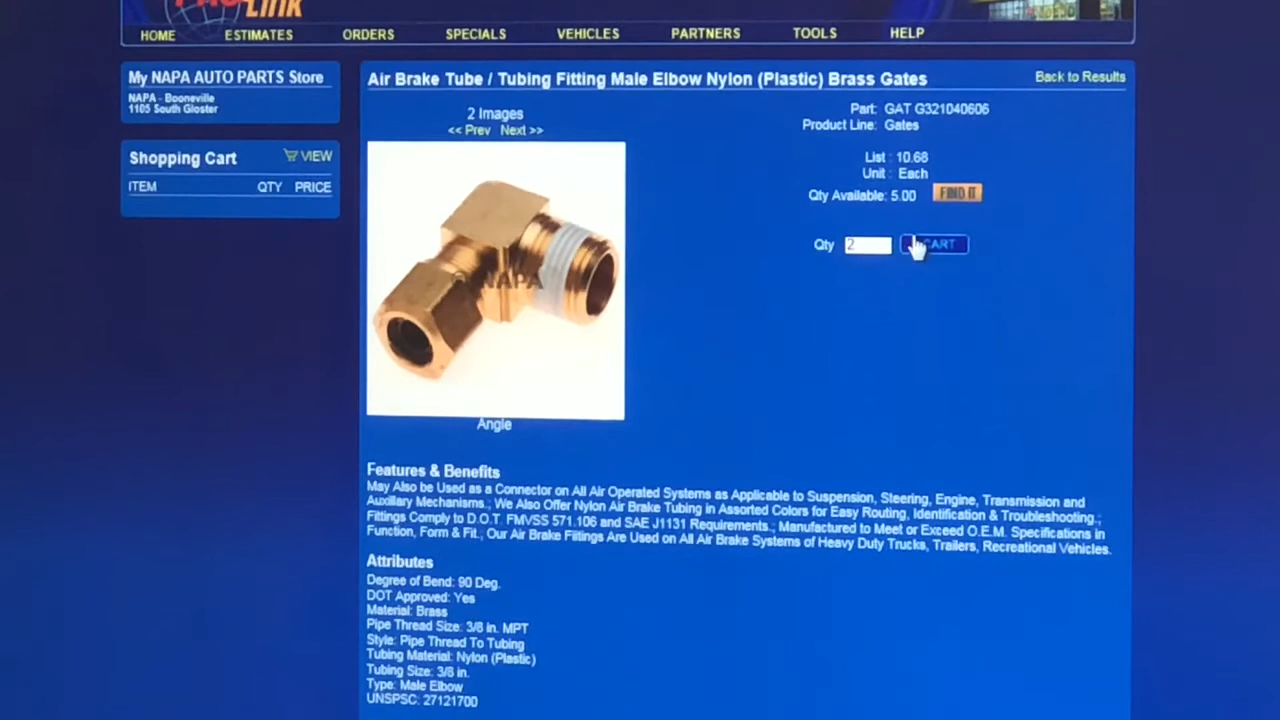 Link
HOME ESTIMATES ORDERS SPECIALS VEHICLES PARTNERS TOOLS HELP
My NAPA AUTO PARTS Store
NAPA - Booneville
1105 South Gloster
Shopping Cart VIEW
ITEM QTY PRICE
Air Brake Tube / Tubing Fitting Male Elbow Nylon (Plastic) Brass Gates
Back to Results
2 Images
<< Prev Next >>
NAPA
Angle
Part: GAT G321040606
Product Line: Gates
List : 10.68
Unit : Each
Qty Available: 5.00 FIND IT
Qty 2 CART
Features & Benefits
May Also be Used as a Connector on All Air Operated Systems as Applicable to Suspension, Steering, Engine, Transmission and
Auxiliary Mechanisms.; We Also Offer Nylon Air Brake Tubing in Assorted Colors for Easy Routing, Identification & Troubleshooting.;
Fittings Comply to D.O.T. FMVSS 571.106 and SAE J1131 Requirements.; Manufactured to Meet or Exceed O.E.M. Specifications in
Function, Form & Fit.; Our Air Brake Fittings Are Used on All Air Brake Systems of Heavy Duty Trucks, Trailers, Recreational Vehicles.
Attributes
Degree of Bend: 90 Deg.
DOT Approved: Yes
Material: Brass
Pipe Thread Size: 3/8 in. MPT
Style: Pipe Thread To Tubing
Tubing Material: Nylon (Plastic)
Tubing Size: 3/8 in.
Type: Male Elbow
UNSPSC: 27121700